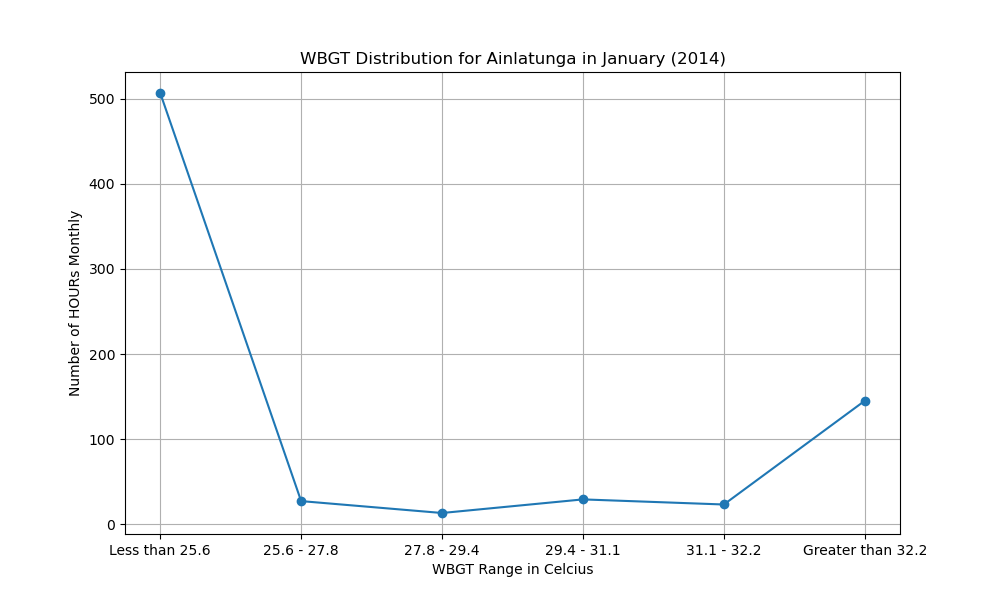 WBGT Distribution for Ainlatunga in January (2014)
Number of HOURs Monthly
500
400
300
200
100
0
Less than 25.6
25.6 - 27.8
27.8 - 29.4
29.4 - 31.1
31.1 - 32.2
Greater than 32.2
WBGT Range in Celcius